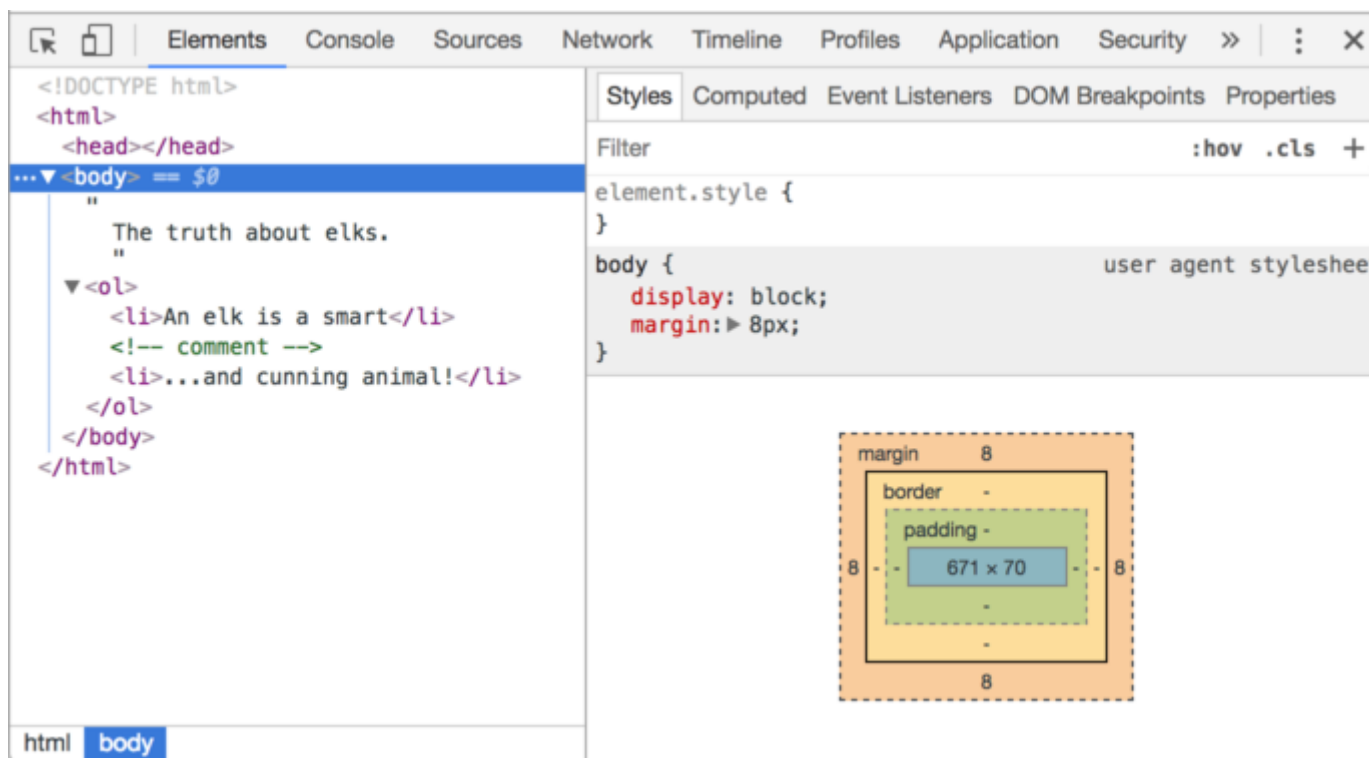 Elements Console Sources Network Timeline Profiles Application Security »
<!DOCTYPE html>
<html>
<head></head>
...▼<body> == $0
"
The truth about elks.
"
▼<ol>
<li>An elk is a smart</li>
<!-- comment -->
<li>...and cunning animal!</li>
</ol>
</body>
</html>
html body
Styles Computed Event Listeners DOM Breakpoints Properties
Filter :hov .cls +
element.style {
}
body { user agent styleshee
display: block;
margin:▶ 8px;
}
margin 8
border -
padding -
8 - - 671 × 70 - - 8
-
-
8